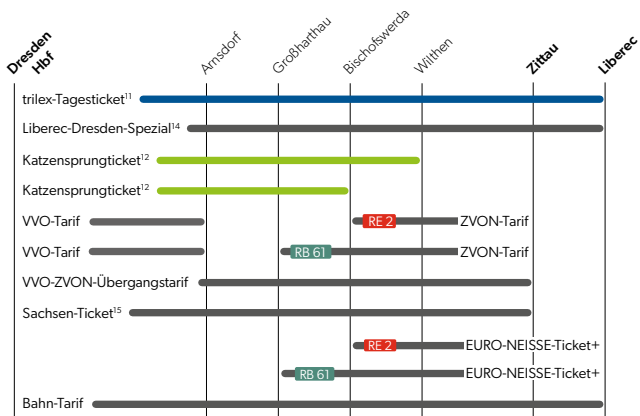 Dresden
Hbf
Arnsdorf
Großharthau
Bischofswerda
Wilthen
Zittau
Liberec
trilex-Tagesticket¹¹
Liberec-Dresden-Spezial¹⁴
Katzensprungticket¹²
Katzensprungticket¹²
VVO-Tarif RE 2 ZVON-Tarif
VVO-Tarif RB 61 ZVON-Tarif
VVO-ZVON-Übergangstarif
Sachsen-Ticket¹⁵
RE 2 EURO-NEISSE-Ticket+
RB 61 EURO-NEISSE-Ticket+
Bahn-Tarif